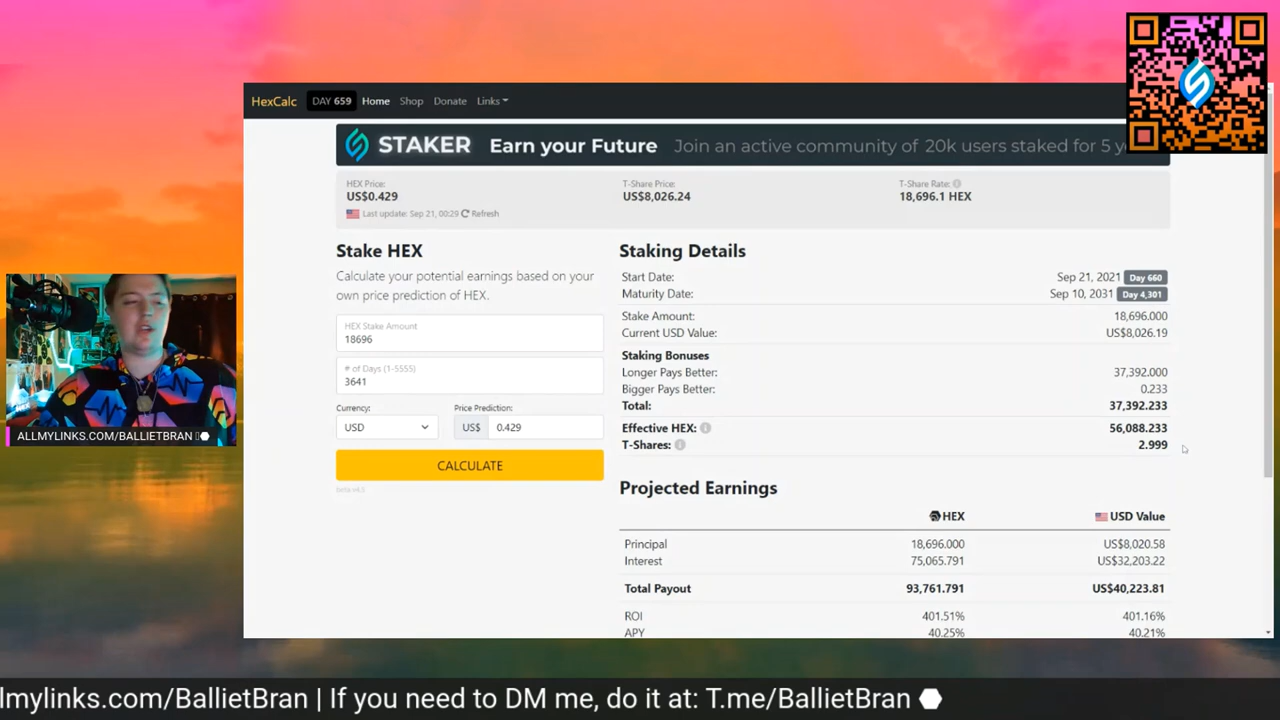 HexCalc DAY 659 Home Shop Donate Links
STAKER Earn your Future Join an active community of 20k users staked for 5 ye
HEX Price:
US$0.429
Last update: Sep 21, 00:29 Refresh
T-Share Price:
US$8,026.24
T-Share Rate:
18,696.1 HEX
Stake HEX
Calculate your potential earnings based on your
own price prediction of HEX.
HEX Stake Amount
18696
# of Days (1-5555)
3641
Currency: Price Prediction:
USD US$ 0.429
CALCULATE
Staking Details
Start Date: Sep 21, 2021 Day 660
Maturity Date: Sep 10, 2031 Day 4,301
Stake Amount: 18,696.000
Current USD Value: US$8,026.19
Staking Bonuses
Longer Pays Better: 37,392.000
Bigger Pays Better: 0.233
Total: 37,392.233
Effective HEX: 56,088.233
T-Shares: 2.999
Projected Earnings
HEX USD Value
Principal 18,696.000 US$8,020.58
Interest 75,065.791 US$32,203.22
Total Payout 93,761.791 US$40,223.81
ROI 401.51% 401.16%
APY 40.25% 40.21%
ALLMYLINKS.COM/BALLIETBRAN
lmylinks.com/BallietBran | If you need to DM me, do it at: T.me/BallietBran